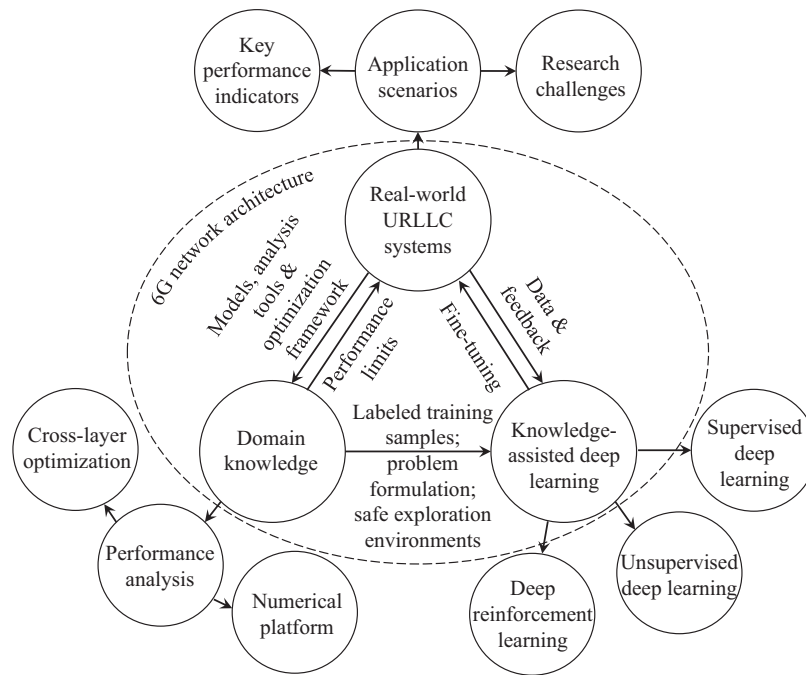 Key
performance
indicators
Application
scenarios
Research
challenges
6G network architecture
Real-world
URLLC
systems
Models, analysis
tools &
optimization
framework
Performance
limits
Fine-tuning
Data &
feedback
Cross-layer
optimization
Domain
knowledge
Labeled training
samples;
problem
formulation;
safe exploration
environments
Knowledge-
assisted deep
learning
Supervised
deep
learning
Performance
analysis
Numerical
platform
Deep
reinforcement
learning
Unsupervised
deep learning